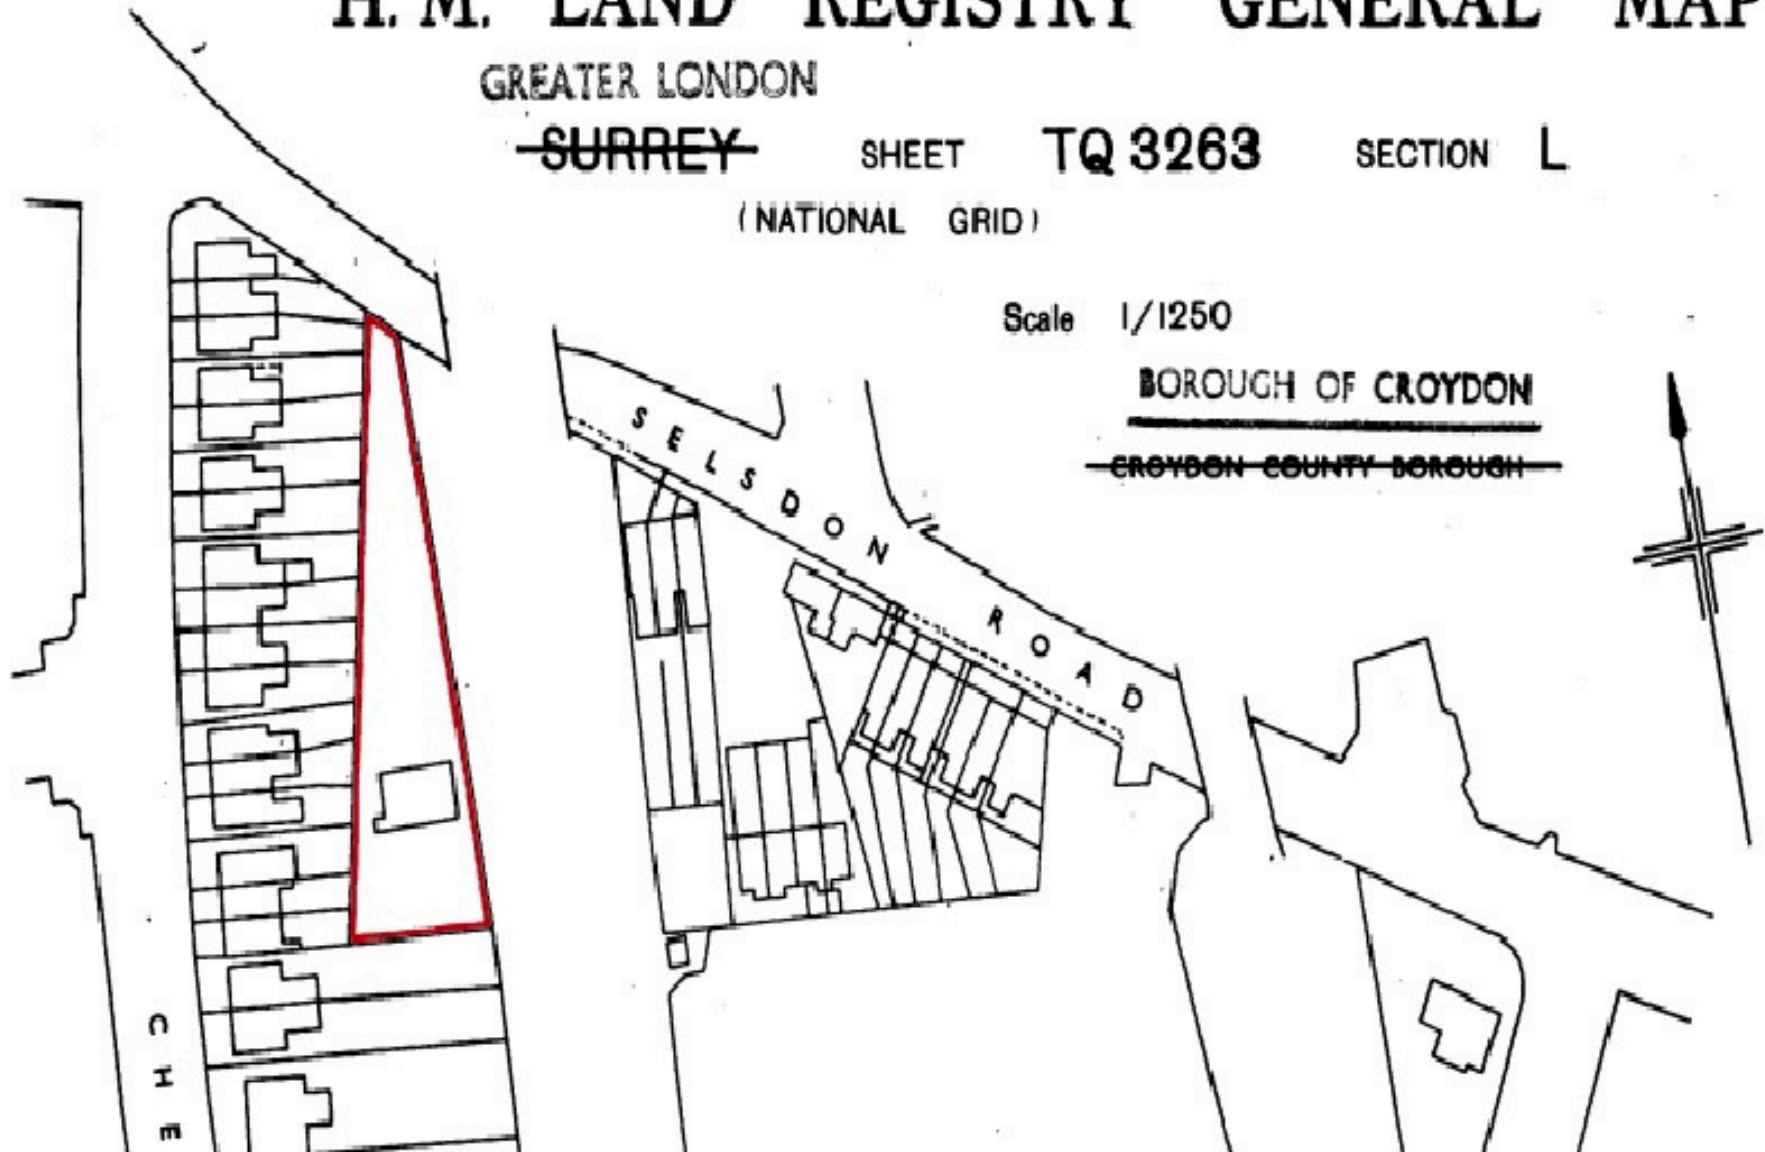 H. M. LAND REGISTRY GENERAL MAP
GREATER LONDON
SURREY SHEET TQ 3263 SECTION L
(NATIONAL GRID)
Scale 1/1250
BOROUGH OF CROYDON
CROYDON COUNTY BOROUGH
SELSDON ROAD
CHE